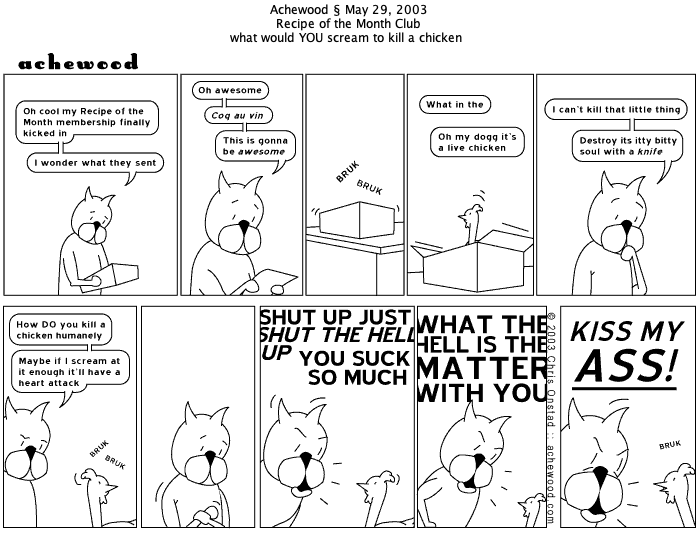 Achewood § May 29, 2003
Recipe of the Month Club
what would YOU scream to kill a chicken
achewood
Oh cool my Recipe of the
Month membership finally
kicked in
I wonder what they sent
Oh awesome
Coq au vin
This is gonna
be awesome
BRUK
BRUK
What in the
Oh my dogg it's
a live chicken
I can't kill that little thing
Destroy its itty bitty
soul with a knife
How DO you kill a
chicken humanely
Maybe if I scream at
it enough it'll have a
heart attack
BRUK
BRUK
SHUT UP JUST
SHUT THE HELL
UP YOU SUCK
SO MUCH
WHAT THE
HELL IS THE
MATTER
WITH YOU
© 2003 Chris Onstad :: achewood.com
KISS MY
ASS!
BRUK